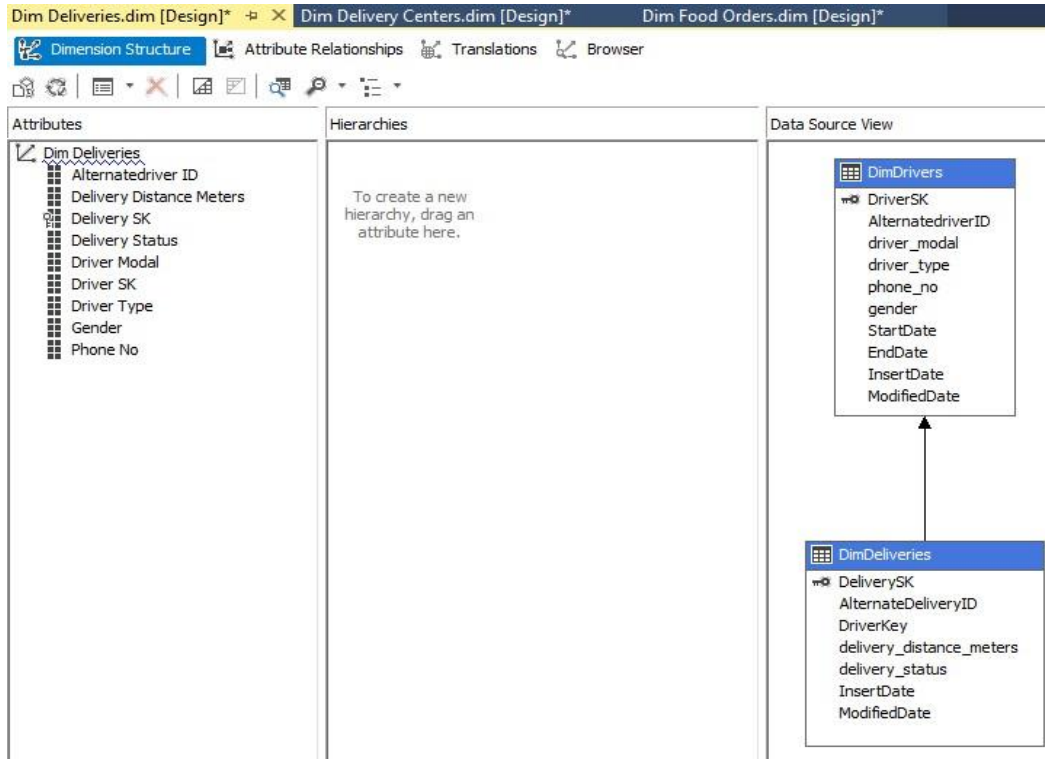 Dim Deliveries.dim [Design]* Dim Delivery Centers.dim [Design]* Dim Food Orders.dim [Design]*
Dimension Structure Attribute Relationships Translations Browser
Attributes
Dim Deliveries
Alternatedriver ID
Delivery Distance Meters
Delivery SK
Delivery Status
Driver Modal
Driver SK
Driver Type
Gender
Phone No
Hierarchies
To create a new
hierarchy, drag an
attribute here.
Data Source View
DimDrivers
DriverSK
AlternatedriverID
driver_modal
driver_type
phone_no
gender
StartDate
EndDate
InsertDate
ModifiedDate
DimDeliveries
DeliverySK
AlternateDeliveryID
DriverKey
delivery_distance_meters
delivery_status
InsertDate
ModifiedDate